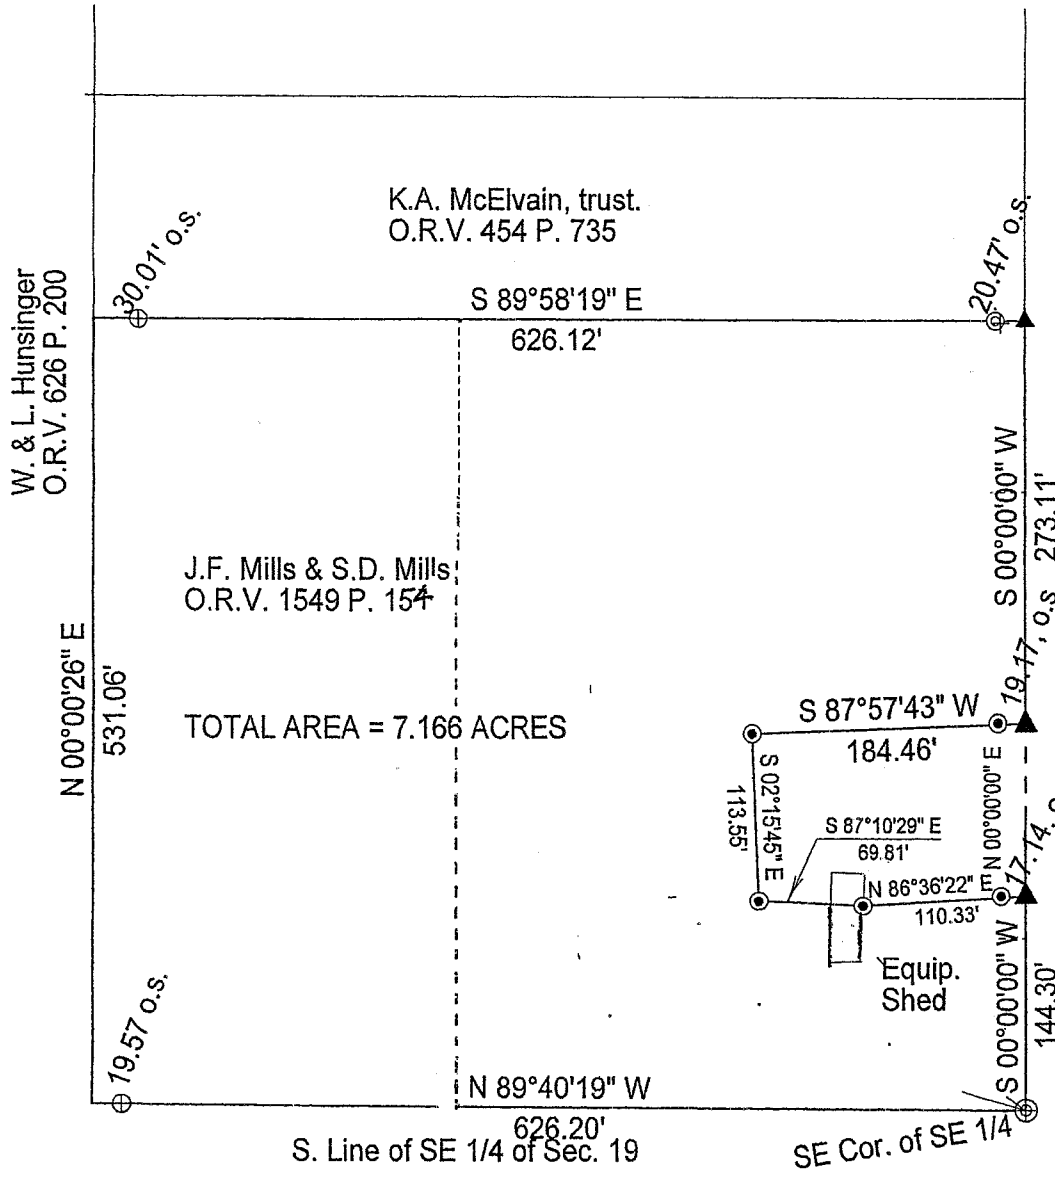 K.A. McElvain, trust.
O.R.V. 454 P. 735
30.01' o.s.
20.47' o.s.
W. & L. Hunsinger
O.R.V. 626 P. 200
S 89°58'19" E
626.12'
S 00°00'00" W
273.11'
J.F. Mills & S.D. Mills
O.R.V. 1549 P. 154
N 00°00'26" E
531.06'
TOTAL AREA = 7.166 ACRES
19.17, o.s
S 87°57'43" W
184.46'
S 02°15'45" E
113.55'
N 00°00'00" E
S 87°10'29" E
69.81'
17.14,
N 86°36'22" E
110.33'
Equip.
Shed
S 00°00'00" W
144.30'
19.57 o.s.
N 89°40'19" W
626.20'
S. Line of SE 1/4 of Sec. 19
SE Cor. of SE 1/4